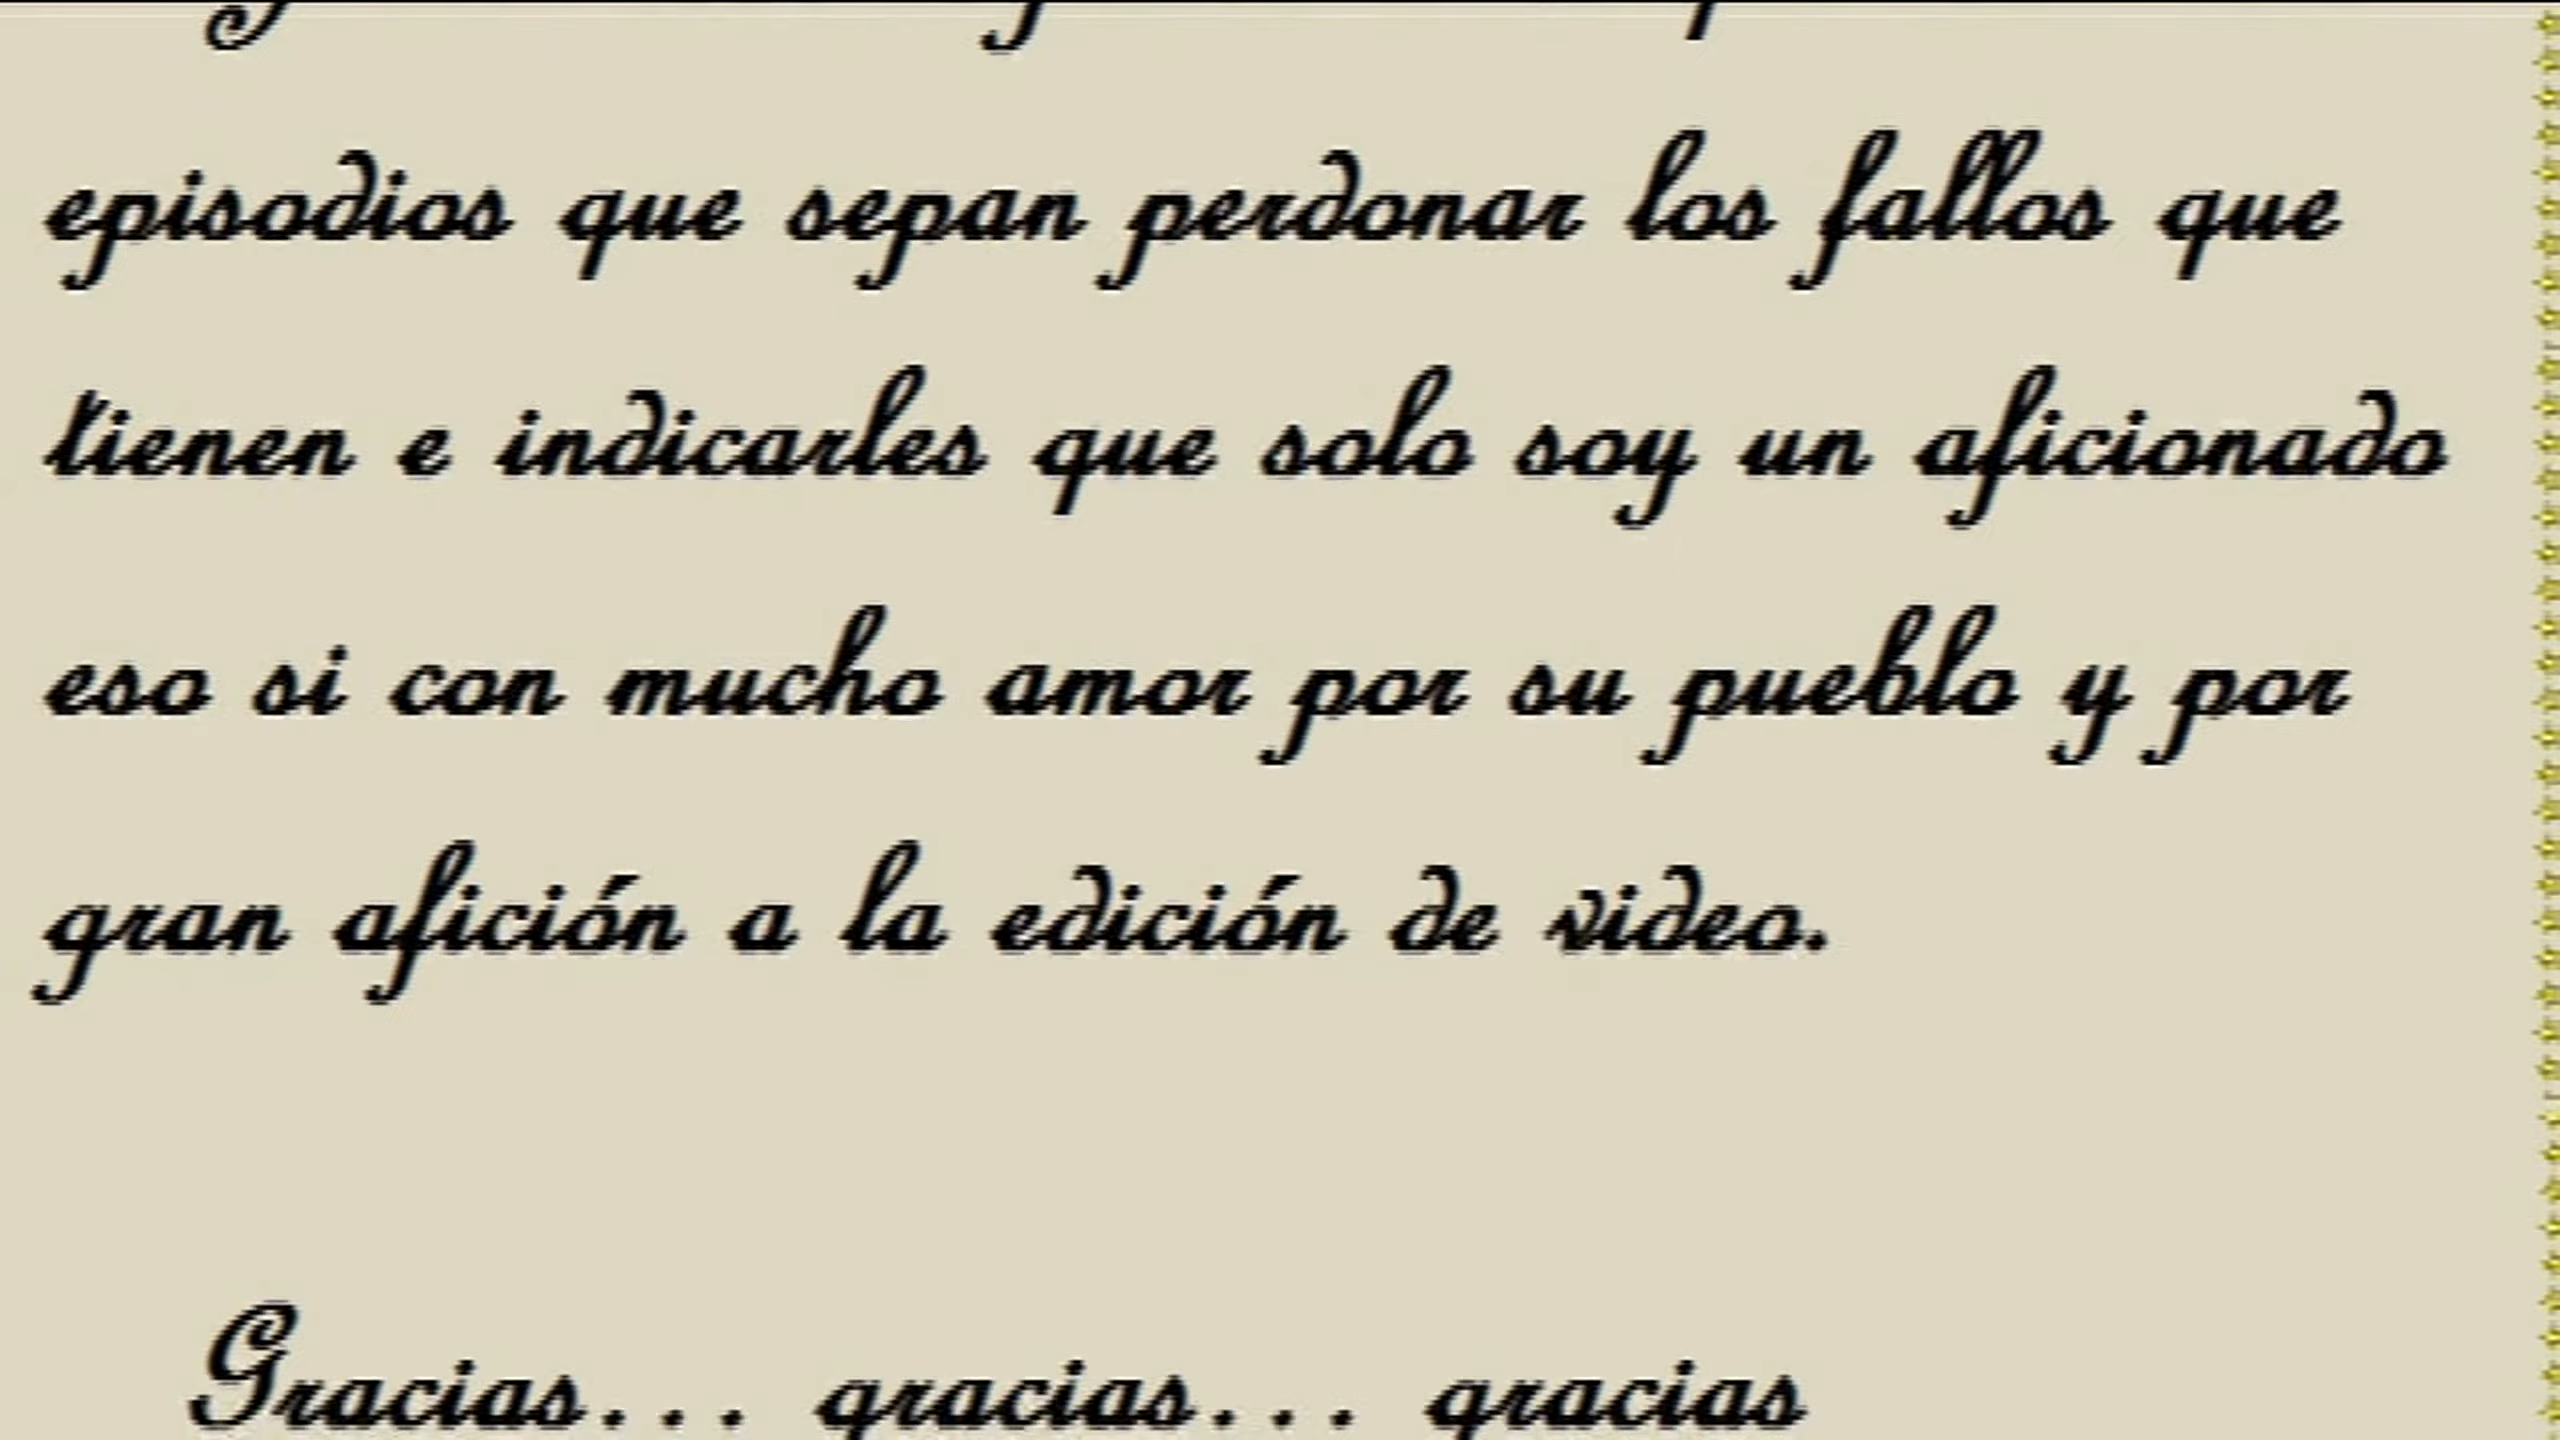 episodios que sepan perdonar los fallos que
tienen e indicarles que solo soy un aficionado
eso si con mucho amor por su pueblo y por
gran afición a la edición de video.
Gracias... gracias... gracias